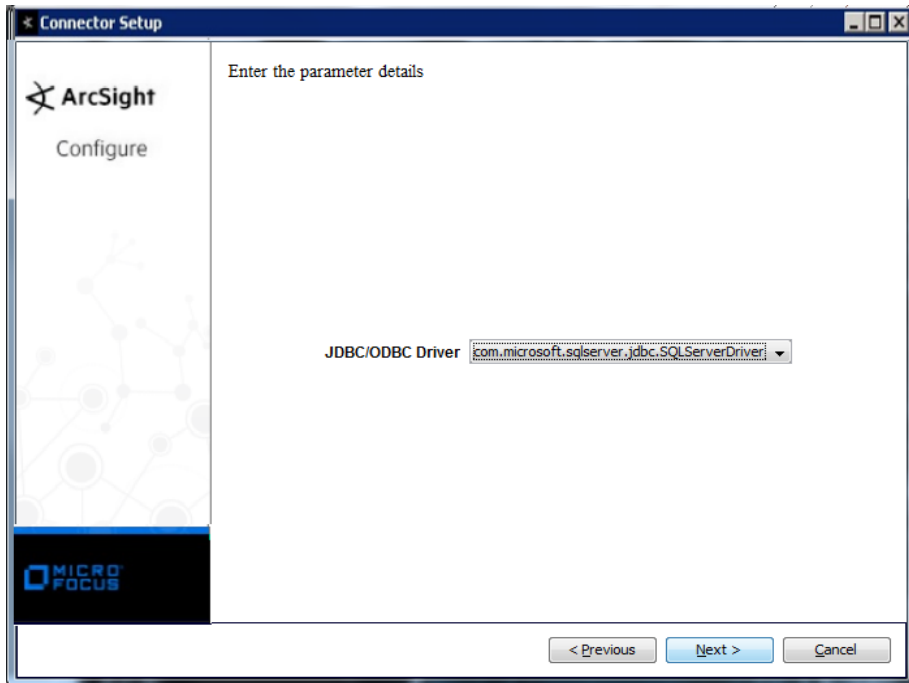 Connector Setup
Enter the parameter details
ArcSight
Configure
JDBC/ODBC Driver com.microsoft.sqlserver.jdbc.SQLServerDriver
MICRO
FOCUS
< Previous Next > Cancel